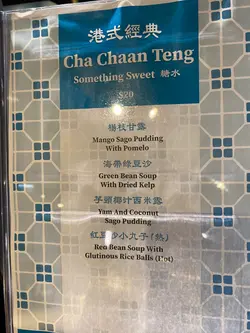 港式經典
Cha Chaan Teng
Something Sweet 糖水
$20
楊枝甘露
Mango Sago Pudding
With Pomelo
海帶綠豆沙
Green Bean Soup
With Dried Kelp
芋頭椰汁西米露
Yam And Coconut
Sago Pudding
紅豆沙小丸子(热)
Red Bean Soup With
Glutinous Rice Balls (Hot)